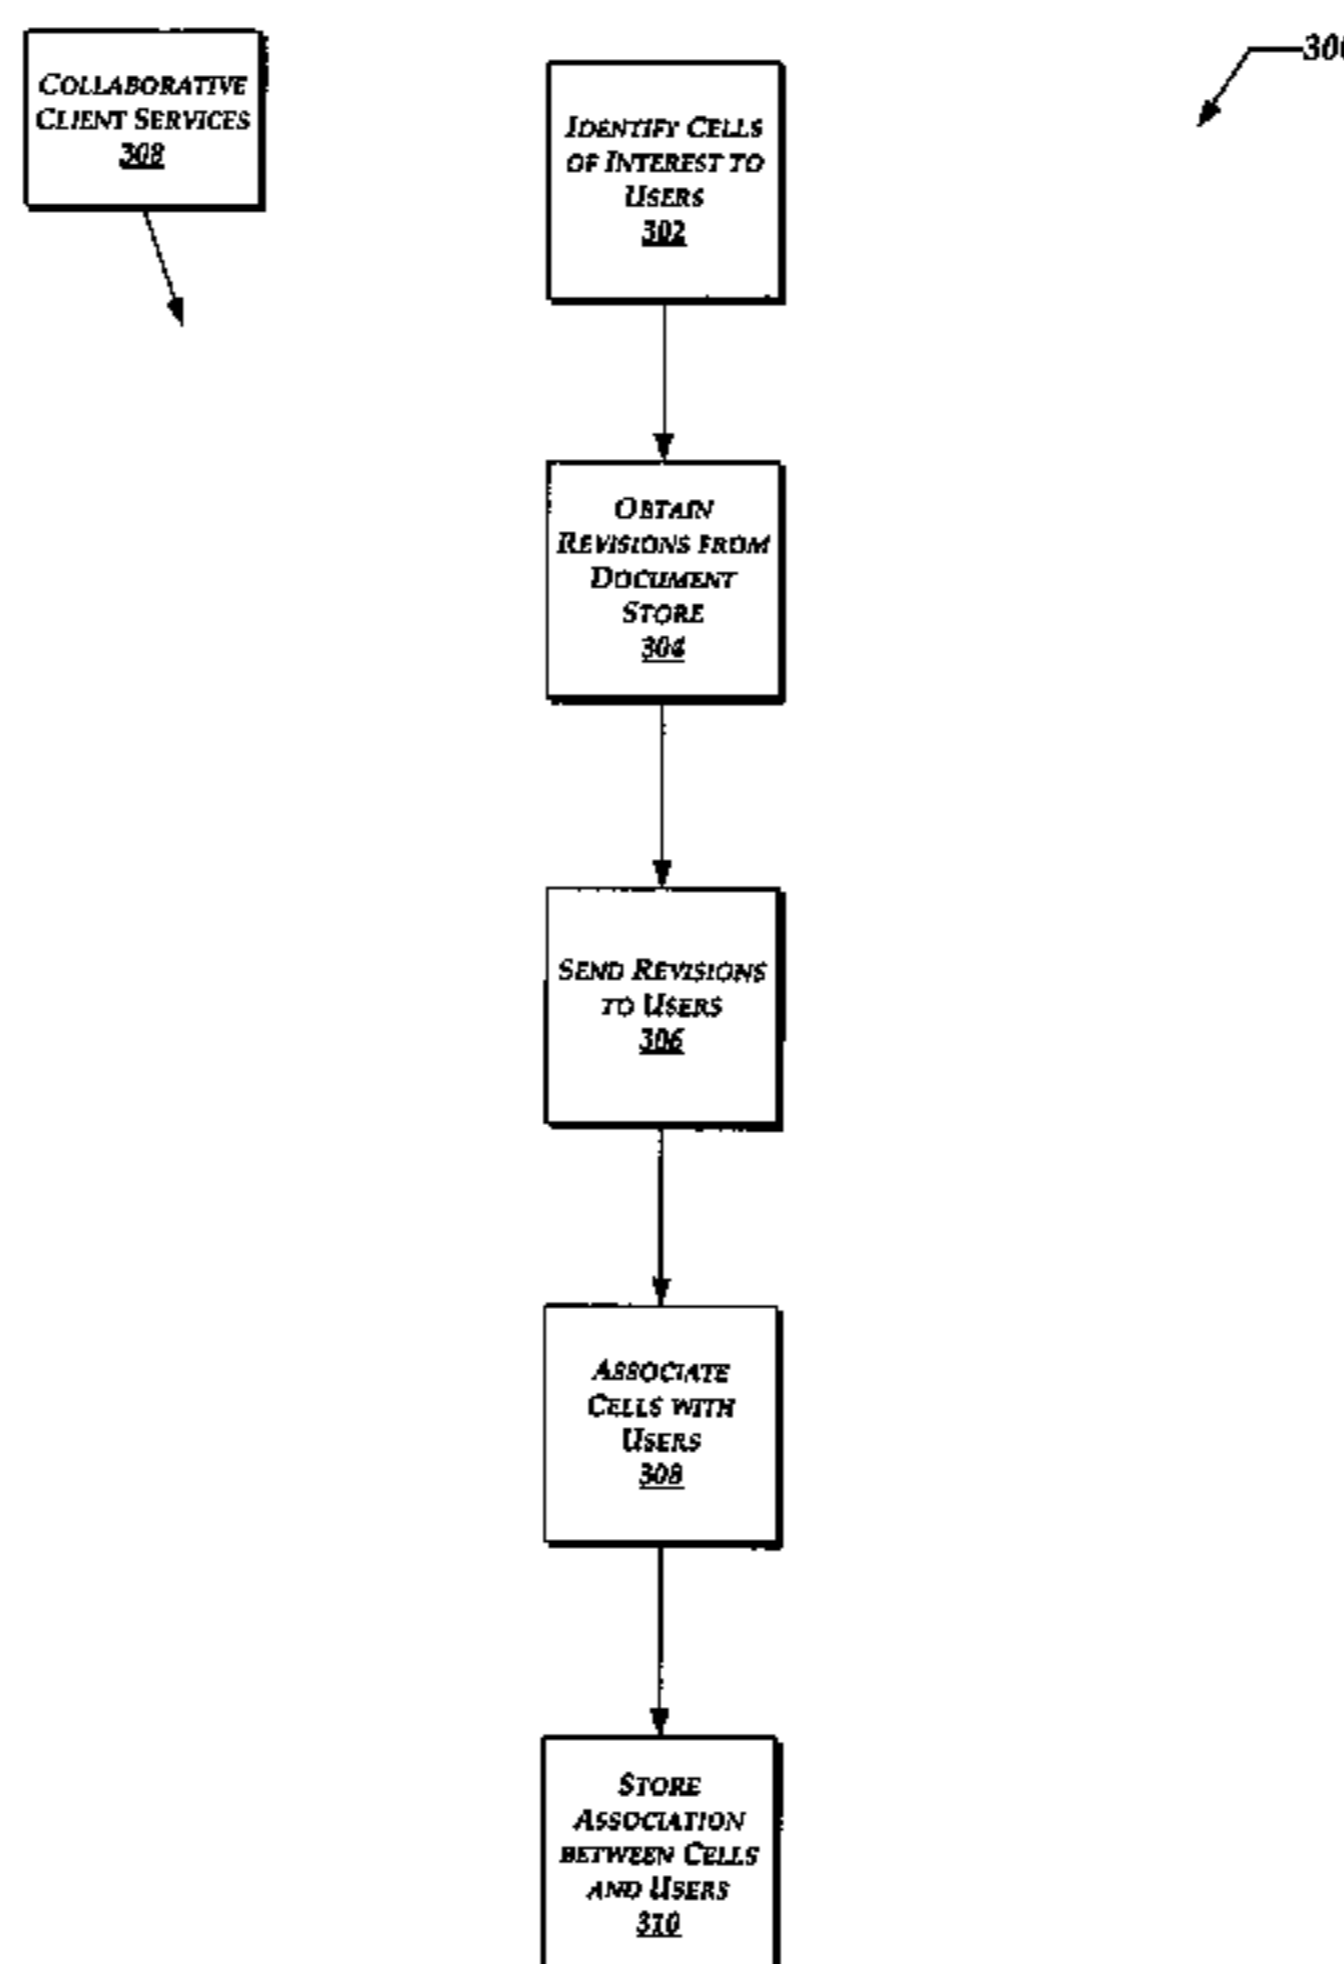 COLLABORATIVE
CLIENT SERVICES
308
300
IDENTIFY CELLS
OF INTEREST TO
USERS
302
OBTAIN
REVISIONS FROM
DOCUMENT
STORE
304
SEND REVISIONS
TO USERS
306
ASSOCIATE
CELLS WITH
USERS
308
STORE
ASSOCIATION
BETWEEN CELLS
AND USERS
310